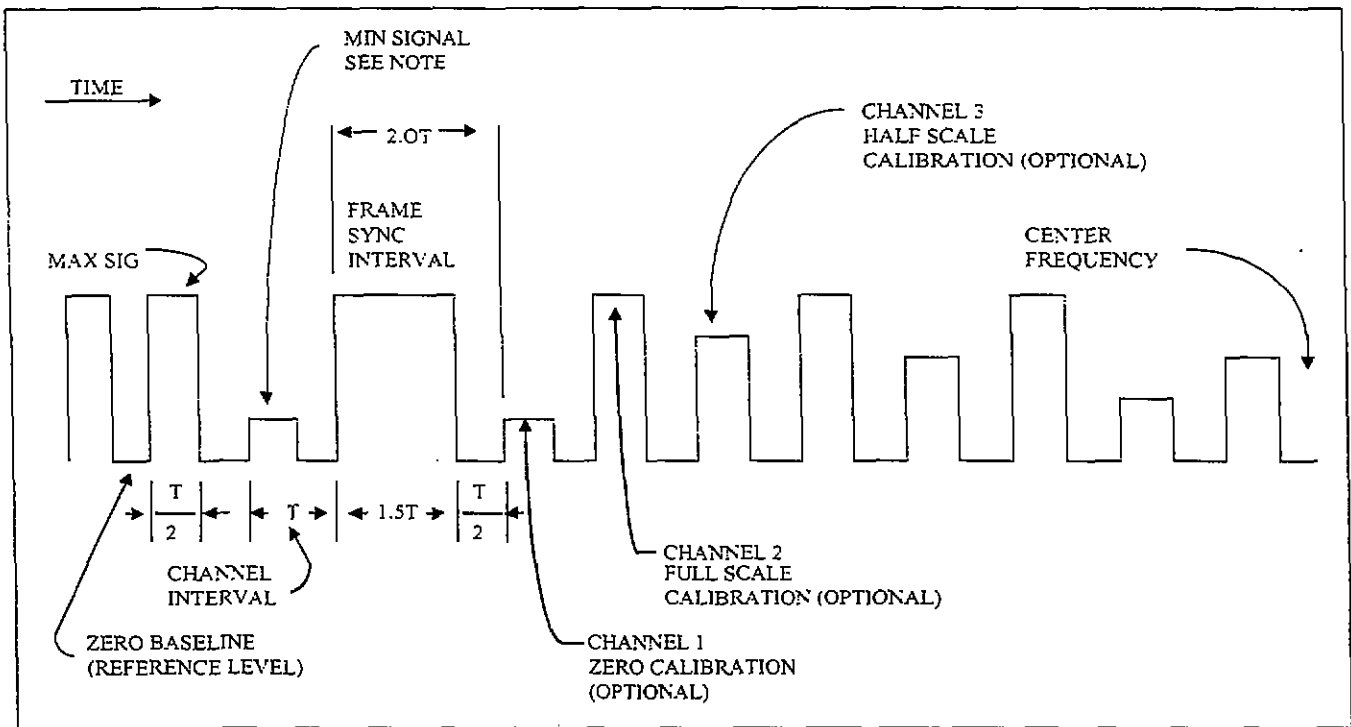 MIN SIGNAL
SEE NOTE
TIME
2.0T
CHANNEL 3
HALF SCALE
CALIBRATION (OPTIONAL)
FRAME
SYNC
INTERVAL
CENTER
FREQUENCY
MAX SIG
T
2
T
1.5T
T
2
CHANNEL
INTERVAL
CHANNEL 2
FULL SCALE
CALIBRATION (OPTIONAL)
ZERO BASELINE
(REFERENCE LEVEL)
CHANNEL 1
ZERO CALIBRATION
(OPTIONAL)